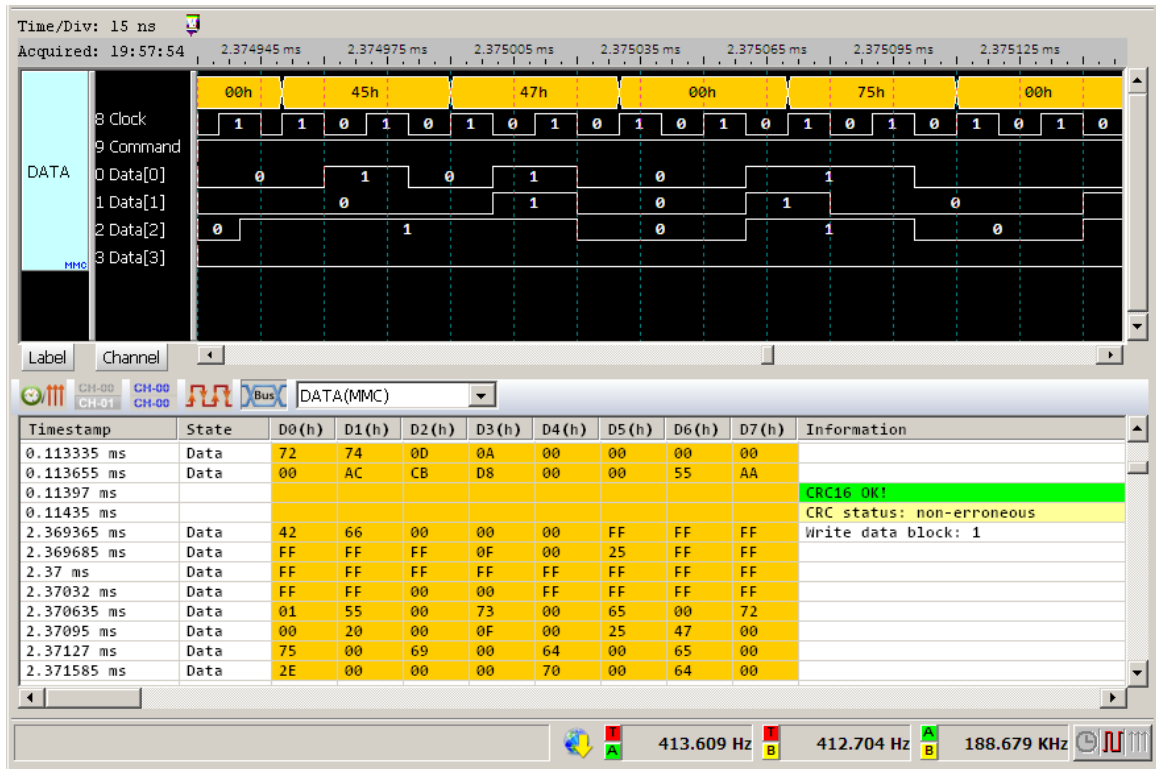 Time/Div: 15 ns
Acquired: 19:57:54 2.374945 ms 2.374975 ms 2.375005 ms 2.375035 ms 2.375065 ms 2.375095 ms 2.375125 ms
00h 45h 47h 00h 75h 00h
8 Clock 1 1 0 1 0 1 0 1 0 1 0 1 0 1 0 1 0 1 0 1 0
9 Command
DATA 0 Data[0] 0 1 0 1 0 1
1 Data[1] 0 1 0 1 0
2 Data[2] 0 1 0 1 0
MMC 3 Data[3]
Label Channel
CH-00 CH-00
CH-01 CH-00
Bus DATA(MMC)
Timestamp State D0(h) D1(h) D2(h) D3(h) D4(h) D5(h) D6(h) D7(h) Information
0.113335 ms Data 72 74 0D 0A 00 00 00 00
0.113655 ms Data 00 AC CB D8 00 00 55 AA
0.11397 ms CRC16 OK!
0.11435 ms CRC status: non-erroneous
2.369365 ms Data 42 66 00 00 00 FF FF FF Write data block: 1
2.369685 ms Data FF FF FF 0F 00 25 FF FF
2.37 ms Data FF FF FF FF FF FF FF FF
2.37032 ms Data FF FF 00 00 FF FF FF FF
2.370635 ms Data 01 55 00 73 00 65 00 72
2.37095 ms Data 00 20 00 0F 00 25 47 00
2.37127 ms Data 75 00 69 00 64 00 65 00
2.371585 ms Data 2E 00 00 00 70 00 64 00
T A 413.609 Hz T B 412.704 Hz A B 188.679 KHz